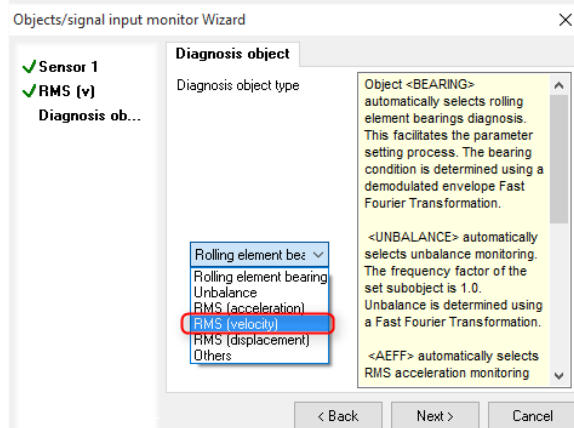 Objects/signal input monitor Wizard
Sensor 1
RMS (v)
Diagnosis ob...
Diagnosis object
Diagnosis object type
Rolling element bea
Rolling element bearing
Unbalance
RMS (acceleration)
RMS (velocity)
RMS (displacement)
Others
Object <BEARING>
automatically selects rolling
element bearings diagnosis.
This facilitates the parameter
setting process. The bearing
condition is determined using a
demodulated envelope Fast
Fourier Transformation.
<UNBALANCE> automatically
selects unbalance monitoring.
The frequency factor of the
set subobject is 1.0.
Unbalance is determined using
a Fast Fourier Transformation.
<AEFF> automatically selects
RMS acceleration monitoring
< Back
Next >
Cancel